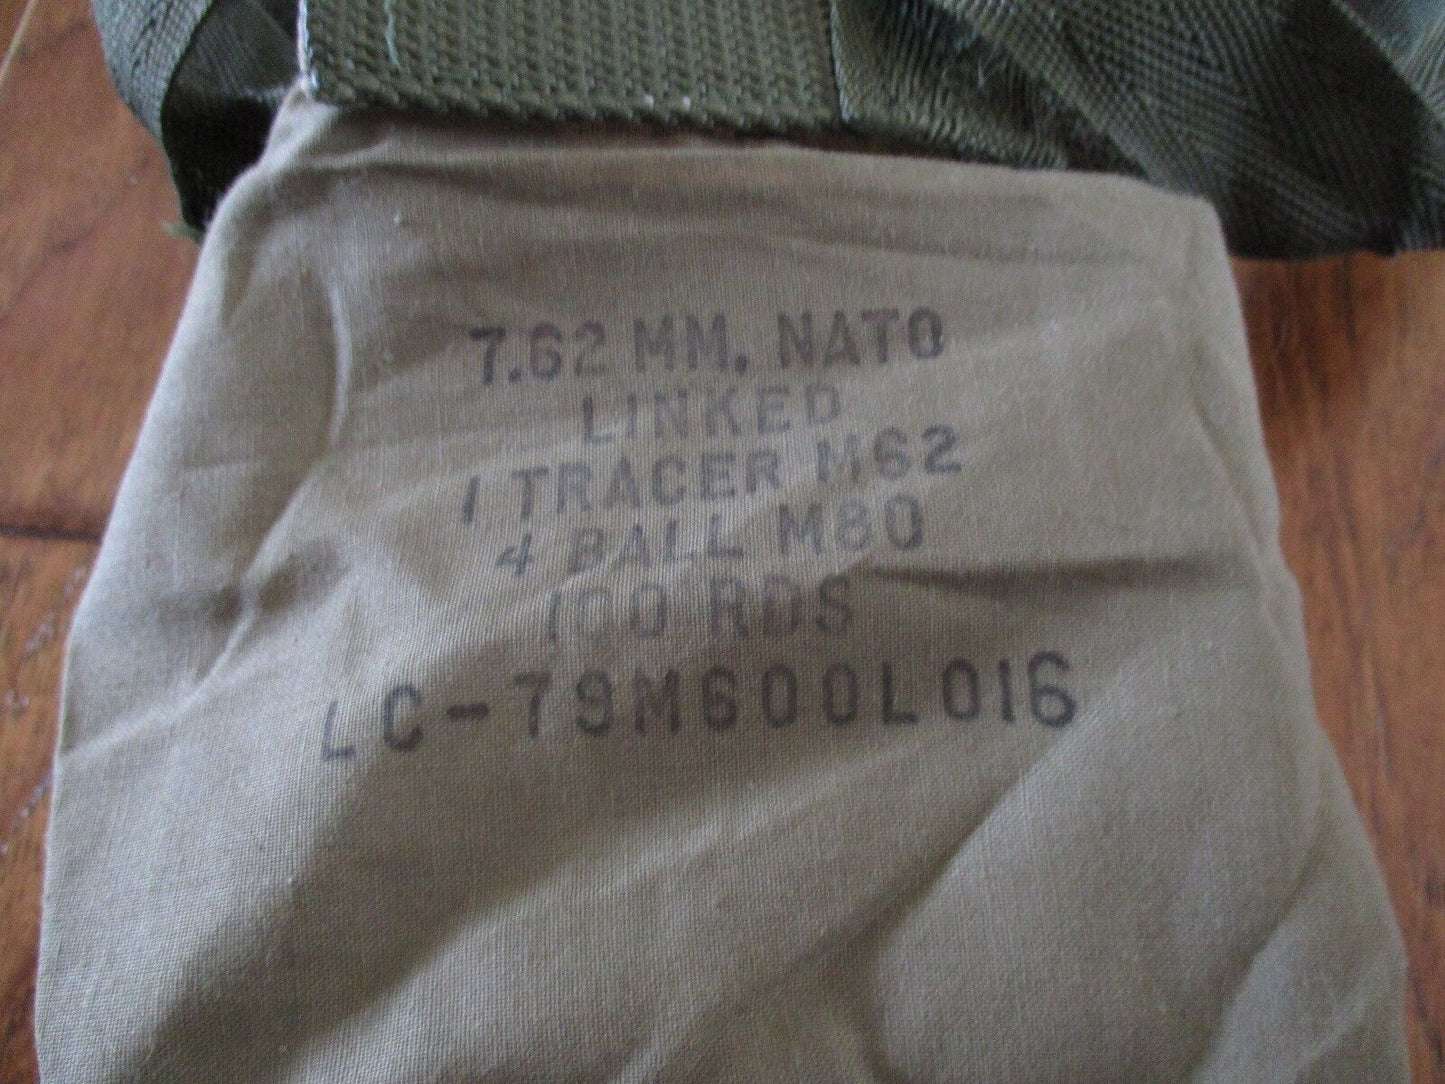 7.62 MM, NATO
LINKED
1 TRACER M62
4 BALL M80
100 RDS
LC-79M600L016